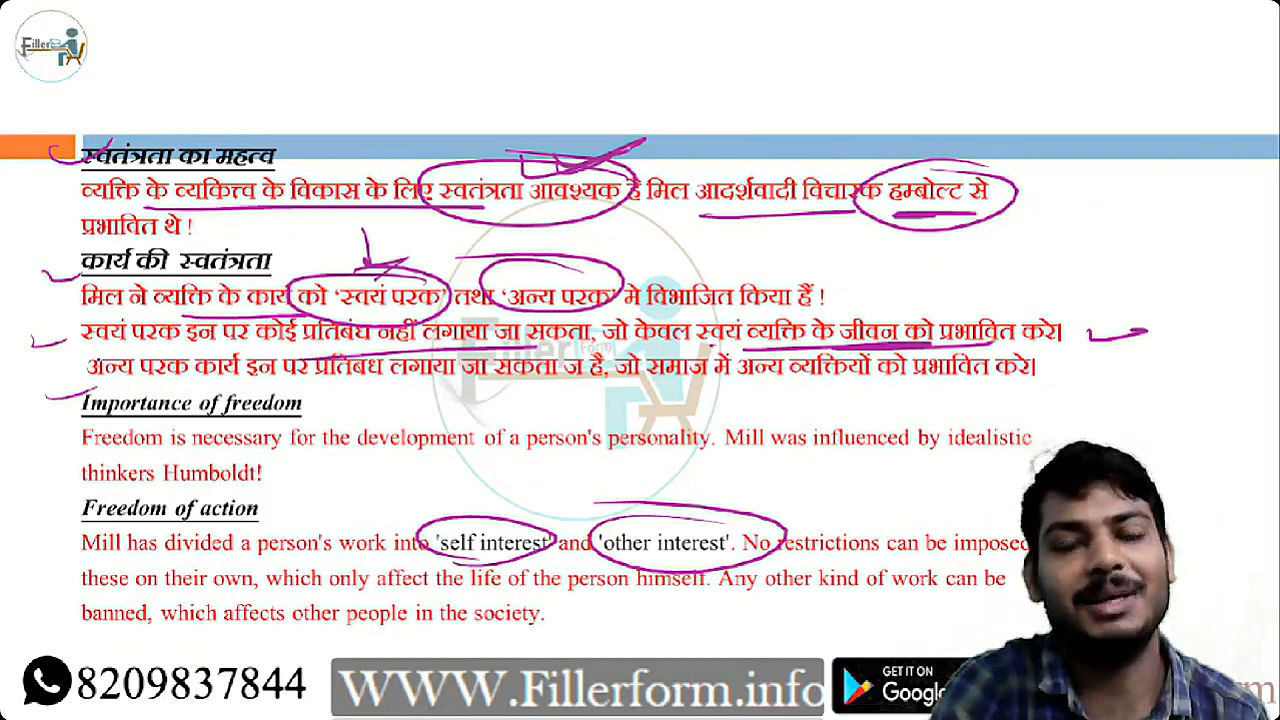 Fillerform
स्वतंत्रता का महत्व
व्यक्ति के व्यकित्त्व के विकास के लिए स्वतंत्रता आवश्यक है मिल आदर्शवादी विचारक हम्बोल्ट से
प्रभावित थे !
कार्य की स्वतंत्रता
मिल ने व्यक्ति के कार्य को ‘स्वयं परक’ तथा ‘अन्य परक’ मे विभाजित किया हैं !
स्वयं परक इन पर कोई प्रतिबंध नहीं लगाया जा सकता, जो केवल स्वयं व्यक्ति के जीवन को प्रभावित करे|
अन्य परक कार्य इन पर प्रतिबध लगाया जा सकता ज है, जो समाज में अन्य व्यक्तियों को प्रभावित करे|
Importance of freedom
Freedom is necessary for the development of a person's personality. Mill was influenced by idealistic
thinkers Humboldt!
Freedom of action
Mill has divided a person's work into 'self interest' and 'other interest'. No restrictions can be imposed
these on their own, which only affect the life of the person himself. Any other kind of work can be
banned, which affects other people in the society.
8209837844
WWW.Fillerform.info
GET IT ON